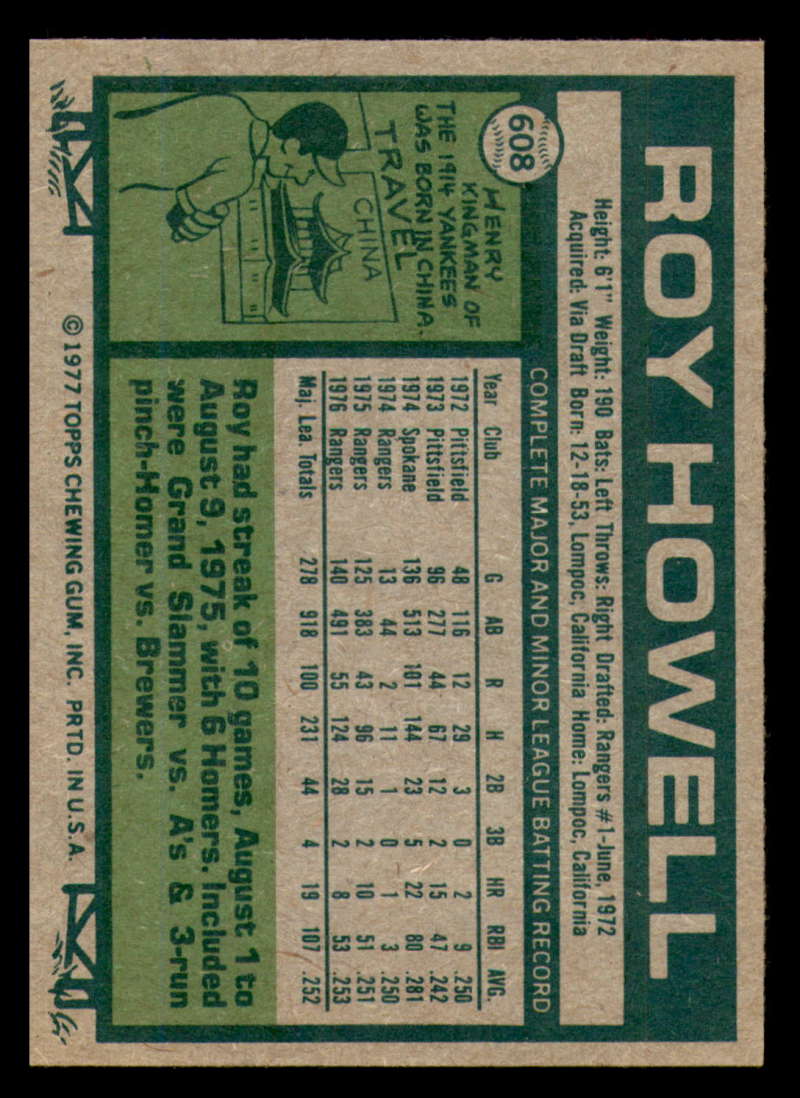 ROY HOWELL
608
Height: 6'1" Weight: 190 Bats: Left Throws: Right Drafted: Rangers #1-June, 1972
Acquired: Via Draft Born: 12-18-53, Lompoc, California Home: Lompoc, California
HENRY
KINGMAN OF
THE 1914 YANKEES
WAS BORN IN CHINA.
TRAVEL
CHINA
COMPLETE MAJOR AND MINOR LEAGUE BATTING RECORD
Year Club G AB R H 2B 3B HR RBI AVG.
1972 Pittsfield 48 116 12 29 3 0 2 9 .250
1973 Pittsfield 96 277 44 67 12 2 15 47 .242
1974 Spokane 136 513 101 144 23 5 22 80 .281
1974 Rangers 13 44 2 11 1 0 1 3 .250
1975 Rangers 125 383 43 96 15 2 10 51 .251
1976 Rangers 140 491 55 124 28 2 8 53 .253
Maj. Lea. Totals 278 918 100 231 44 4 19 107 .252
Roy had streak of 10 games, August 1 to
August 9, 1975, with 6 Homers. Included
were Grand Slammer vs. A's & 3-run
pinch-Homer vs. Brewers.
© 1977 TOPPS CHEWING GUM, INC. PRTD. IN U.S.A.